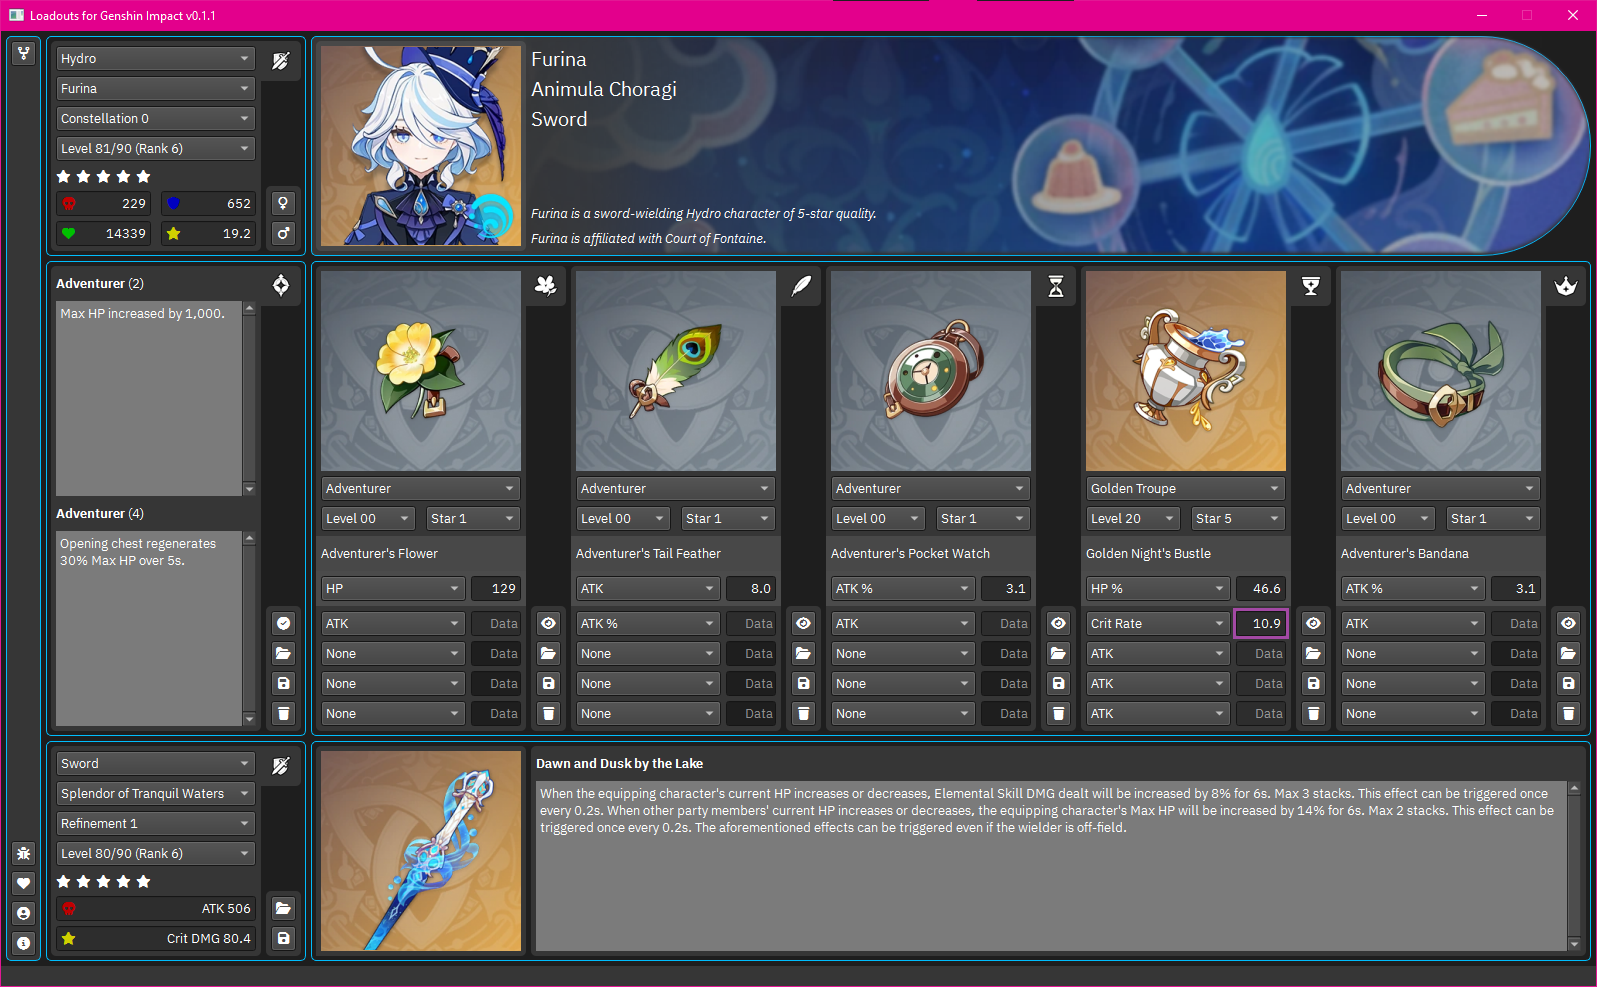 Loadouts for Genshin Impact v0.1.1
Hydro
Furina
Constellation 0
Level 81/90 (Rank 6)
229
652
14339
19.2
Furina
Animula Choragi
Sword
Furina is a sword-wielding Hydro character of 5-star quality.
Furina is affiliated with Court of Fontaine.
Adventurer (2)
Max HP increased by 1,000.
Adventurer (4)
Opening chest regenerates
30% Max HP over 5s.
Adventurer
Level 00 Star 1
Adventurer's Flower
HP 129
ATK Data
None Data
None Data
None Data
Adventurer
Level 00 Star 1
Adventurer's Tail Feather
ATK 8.0
ATK % Data
None Data
None Data
None Data
Adventurer
Level 00 Star 1
Adventurer's Pocket Watch
ATK % 3.1
ATK Data
None Data
None Data
None Data
Golden Troupe
Level 20 Star 5
Golden Night's Bustle
HP % 46.6
Crit Rate 10.9
ATK Data
ATK Data
ATK Data
Adventurer
Level 00 Star 1
Adventurer's Bandana
ATK % 3.1
ATK Data
None Data
None Data
None Data
Sword
Splendor of Tranquil Waters
Refinement 1
Level 80/90 (Rank 6)
ATK 506
Crit DMG 80.4
Dawn and Dusk by the Lake
When the equipping character's current HP increases or decreases, Elemental Skill DMG dealt will be increased by 8% for 6s. Max 3 stacks. This effect can be triggered once
every 0.2s. When other party members' current HP increases or decreases, the equipping character's Max HP will be increased by 14% for 6s. Max 2 stacks. This effect can be
triggered once every 0.2s. The aforementioned effects can be triggered even if the wielder is off-field.